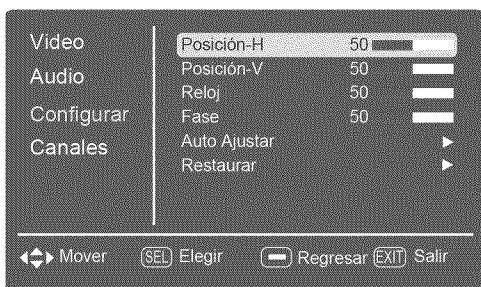 Video
Audio
Configurar
Canales
Posición-H 50
Posición-V 50
Reloj 50
Fase 50
Auto Ajustar
Restaurar
Mover SEL Elegir Regresar EXIT Salir